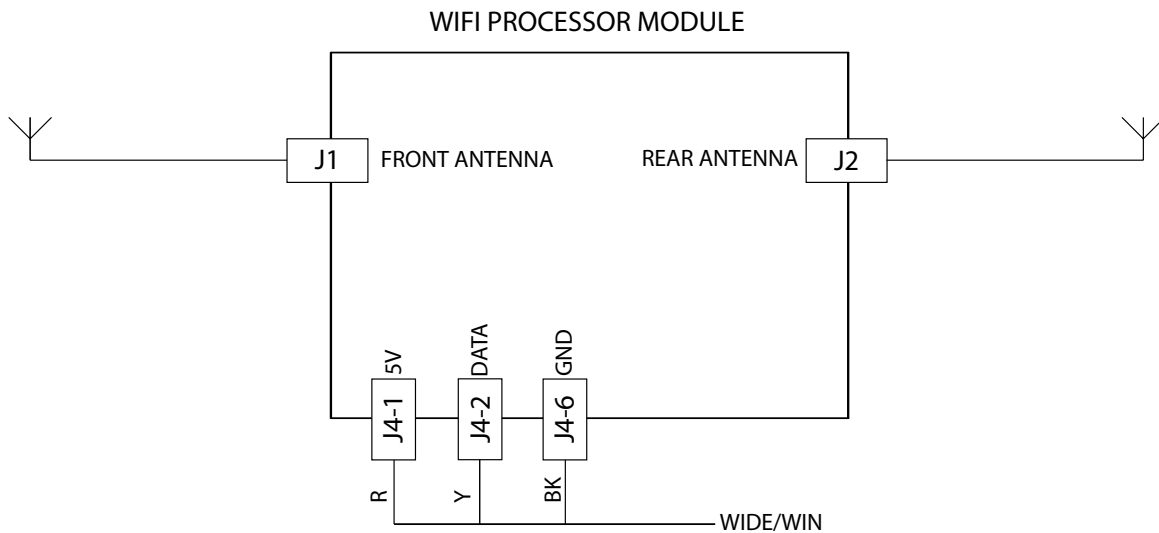 WIFI PROCESSOR MODULE
J1
FRONT ANTENNA
REAR ANTENNA
J2
5V
DATA
GND
J4-1
J4-2
J4-6
R
Y
BK
WIDE/WIN